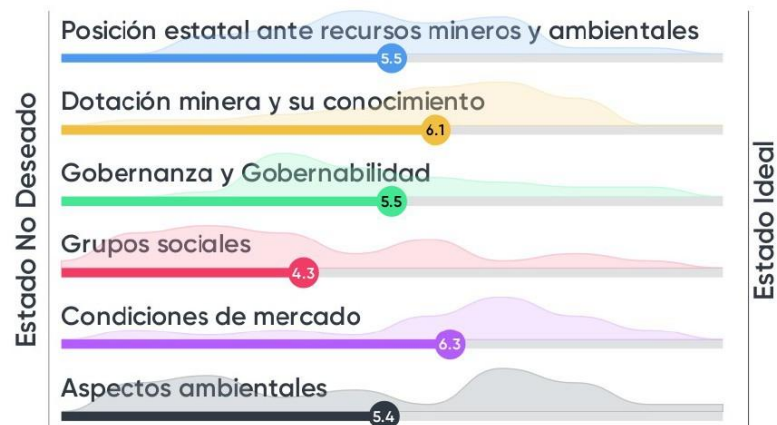 Posición estatal ante recursos mineros y ambientales
5.5
Dotación minera y su conocimiento
6.1
Gobernanza y Gobernabilidad
5.5
Grupos sociales
4.3
Condiciones de mercado
6.3
Aspectos ambientales
5.4
Estado No Deseado
Estado Ideal